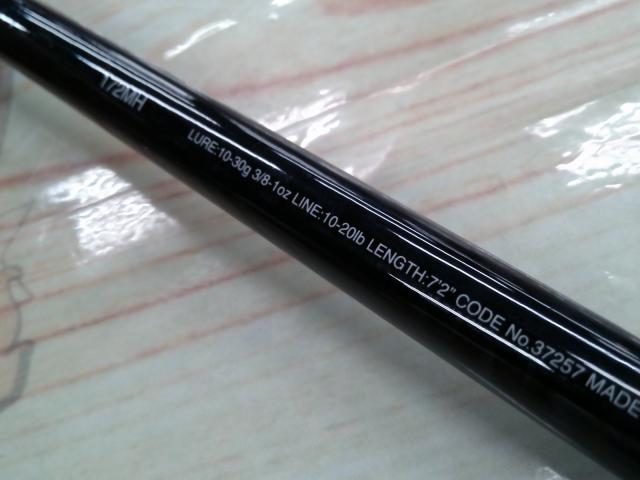 172MH
LURE:10-30g 3/8-1oz LINE:10-20lb LENGTH:7'2" CODE No.37257 MADE